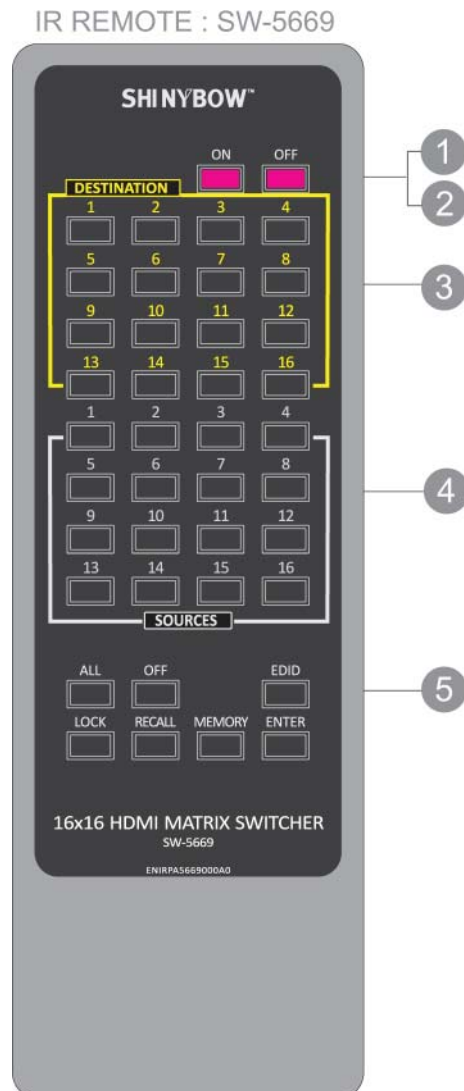 IR REMOTE : SW-5669
SHINYBOW™
ON OFF
1
2
DESTINATION
1 2 3 4
5 6 7 8
3
9 10 11 12
13 14 15 16
1 2 3 4
5 6 7 8
4
9 10 11 12
13 14 15 16
SOURCES
ALL OFF EDID
5
LOCK RECALL MEMORY ENTER
16x16 HDMI MATRIX SWITCHER
SW-5669
ENIRPA5669000A0